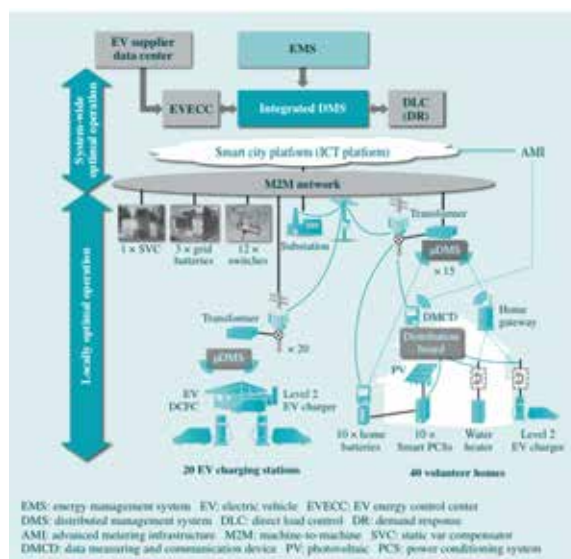 EV supplier
data center
EMS
EVECC
Integrated DMS
DLC
(DR)
System-wide
optimal operation
Smart city platform (ICT platform)
AMI
M2M network
Locally optimal operation
1 × SVC
3 × grid
batteries
12 ×
switches
Substation
Transformer
μDMS
× 15
Transformer
× 20
μDMS
DMCD
Home
gateway
Distribution
board
PV
EV
DCFC
Level 2
EV charger
10 × home
batteries
10 ×
Smart PCSs
Water
heater
Level 2
EV charger
20 EV charging stations
40 volunteer homes
EMS: energy management system EV: electric vehicle EVECC: EV energy control center
DMS: distributed management system DLC: direct load control DR: demand response
AMI: advanced metering infrastructure M2M: machine-to-machine SVC: static var compensator
DMCD: data measuring and communication device PV: photovoltaic PCS: power conditioning system